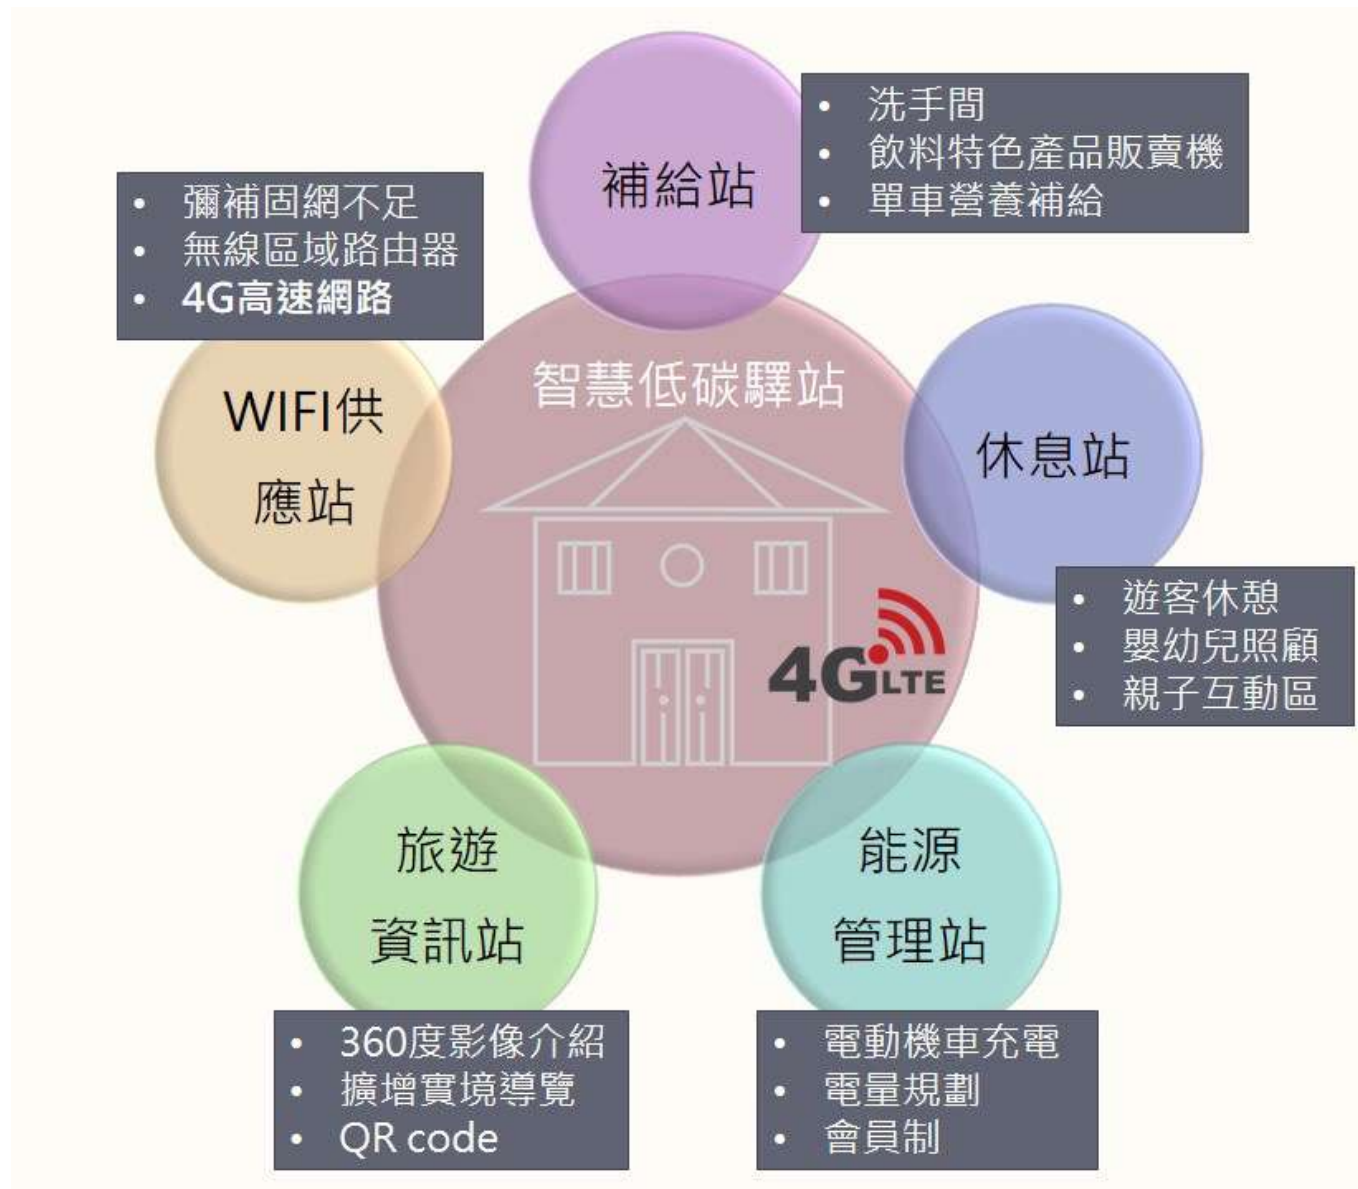 補給站
洗手間
飲料特色產品販賣機
單車營養補給
彌補固網不足
無線區域路由器
4G高速網路
WIFI供
應站
智慧低碳驛站
4G LTE
休息站
遊客休憩
嬰幼兒照顧
親子互動區
旅遊
資訊站
360度影像介紹
擴增實境導覽
QR code
能源
管理站
電動機車充電
電量規劃
會員制